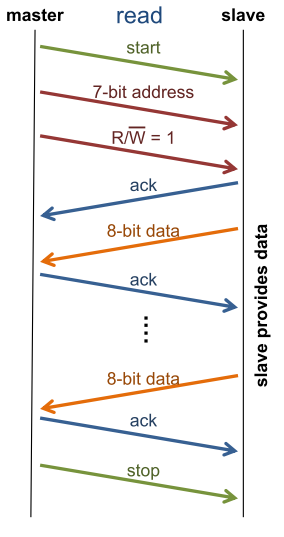 master read slave
start
7-bit address
R/W̅ = 1
ack
8-bit data
ack
8-bit data
ack
stop
slave provides data